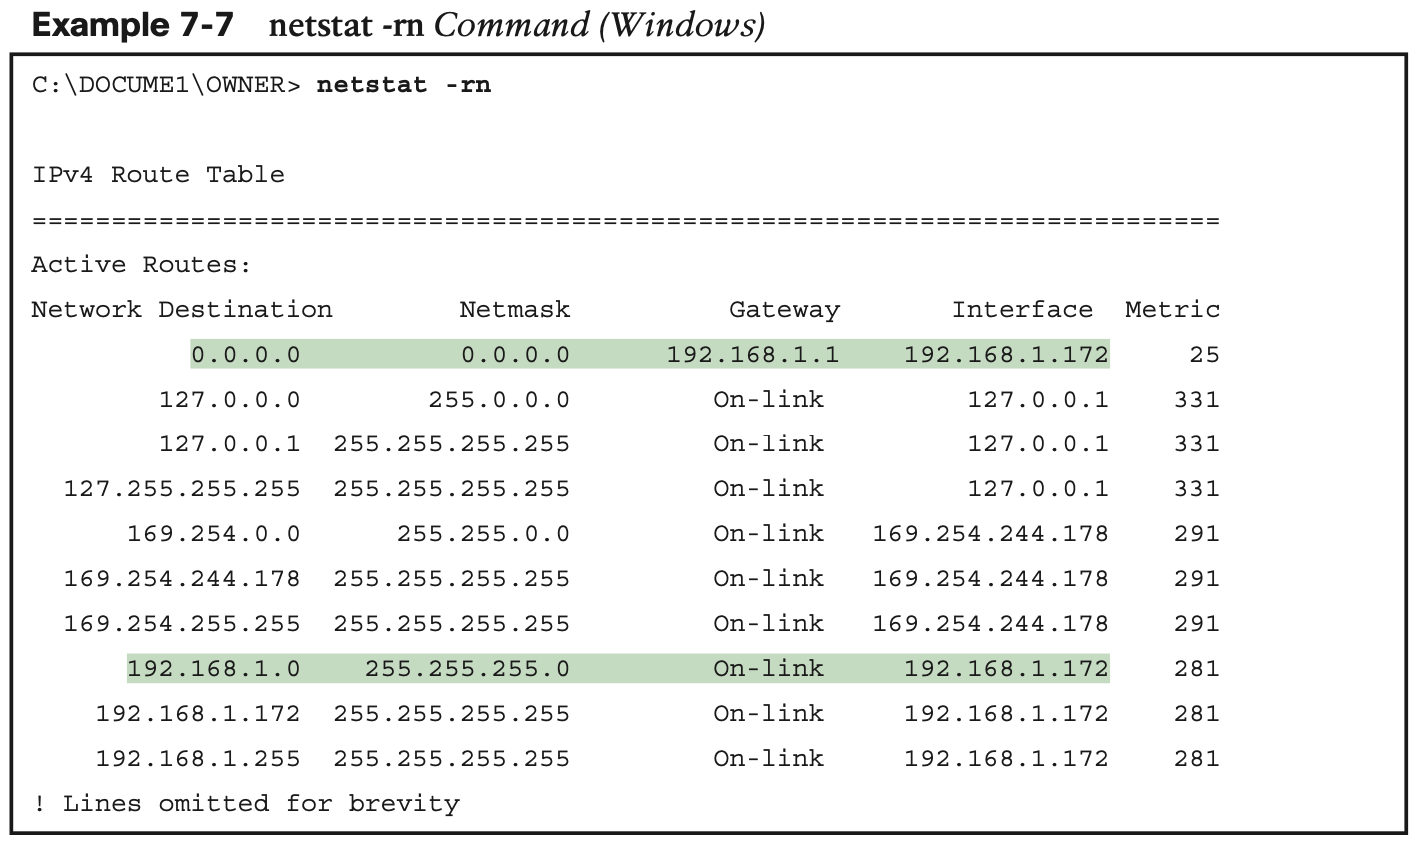 Example 7-7 netstat -rn Command (Windows)
C:\DOCUME1\OWNER> netstat -rn
IPv4 Route Table
===========================================================================
Active Routes:
Network Destination        Netmask          Gateway       Interface  Metric
0.0.0.0          0.0.0.0      192.168.1.1    192.168.1.172     25
127.0.0.0        255.0.0.0         On-link         127.0.0.1    331
127.0.0.1  255.255.255.255         On-link         127.0.0.1    331
127.255.255.255  255.255.255.255         On-link         127.0.0.1    331
169.254.0.0      255.255.0.0         On-link   169.254.244.178    291
169.254.244.178  255.255.255.255         On-link   169.254.244.178    291
169.254.255.255  255.255.255.255         On-link   169.254.244.178    291
192.168.1.0    255.255.255.0         On-link     192.168.1.172    281
192.168.1.172  255.255.255.255         On-link     192.168.1.172    281
192.168.1.255  255.255.255.255         On-link     192.168.1.172    281
! Lines omitted for brevity